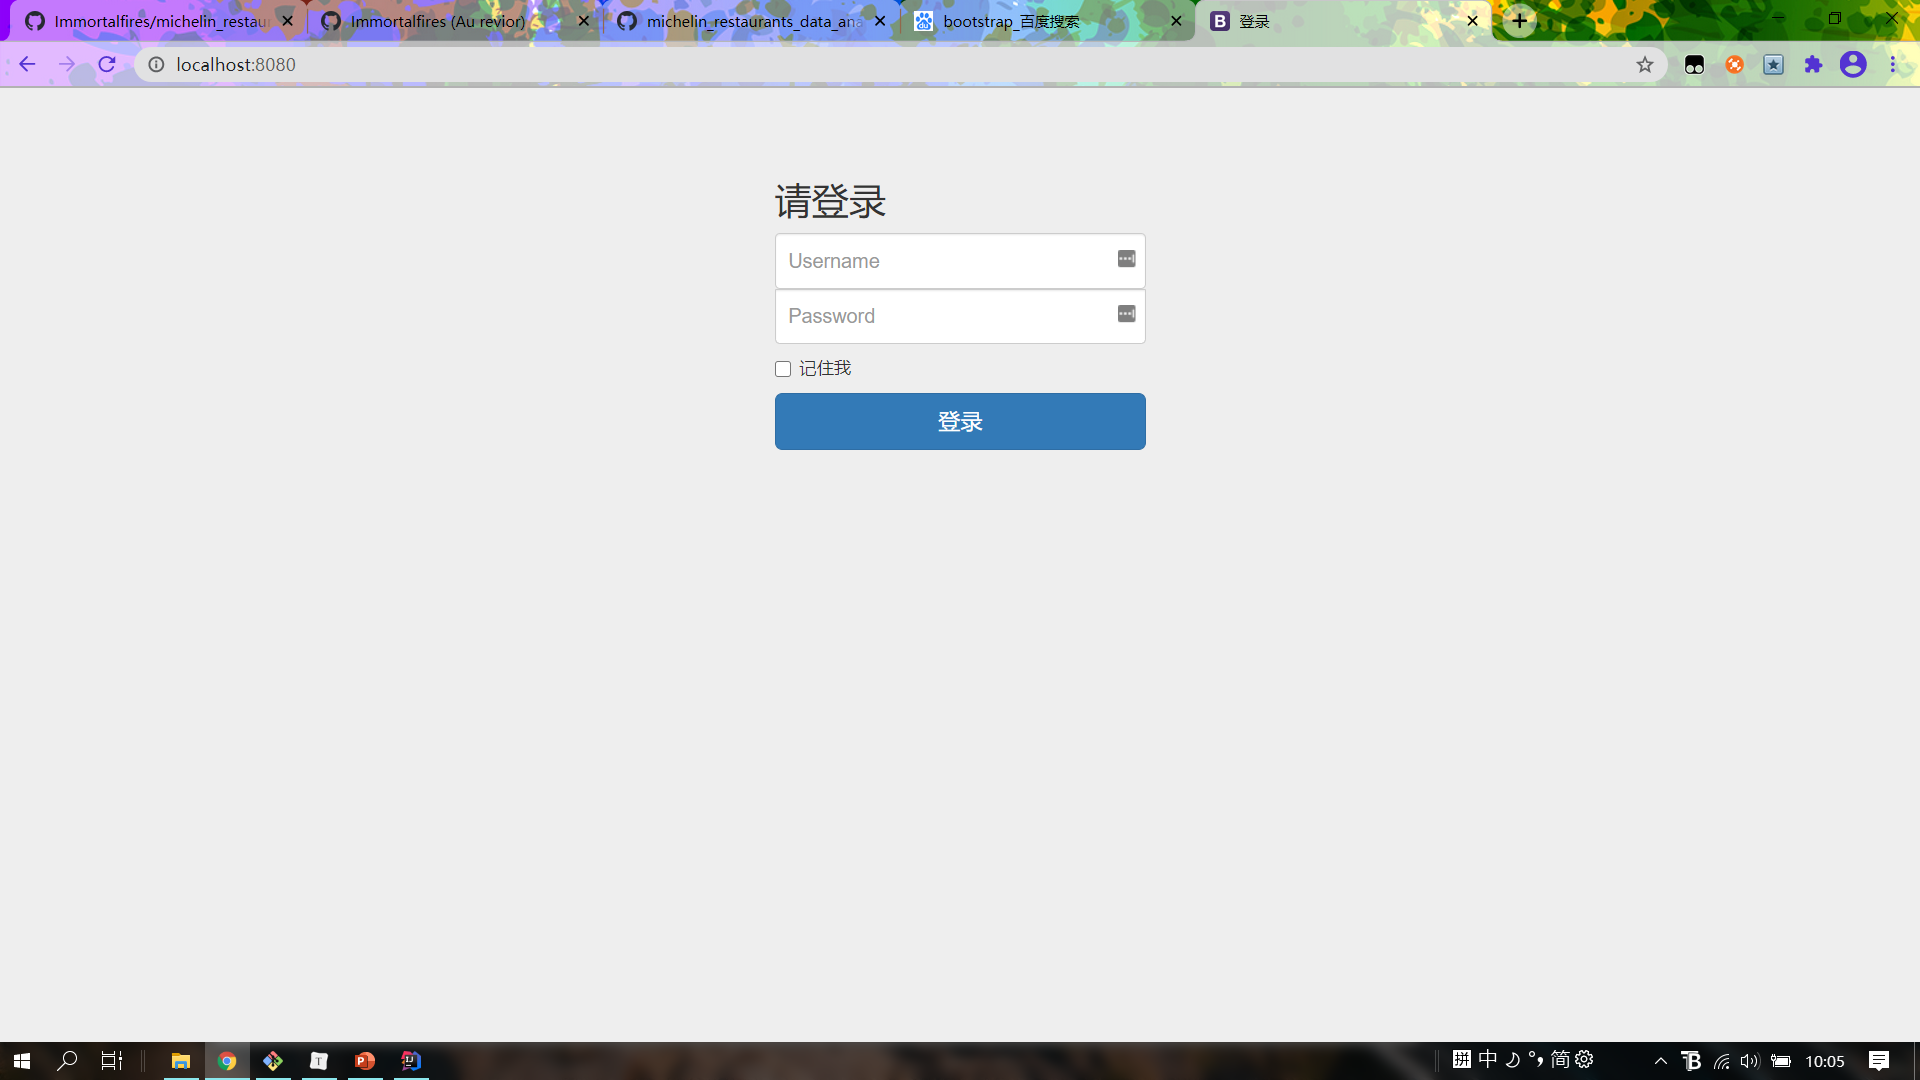 Immortalfires/michelin_restau
Immortalfires (Au revior)
michelin_restaurants_data_ana
bootstrap_百度搜索
B 登录
localhost:8080
请登录
Username
Password
记住我
登录
拼 中 简
10:05